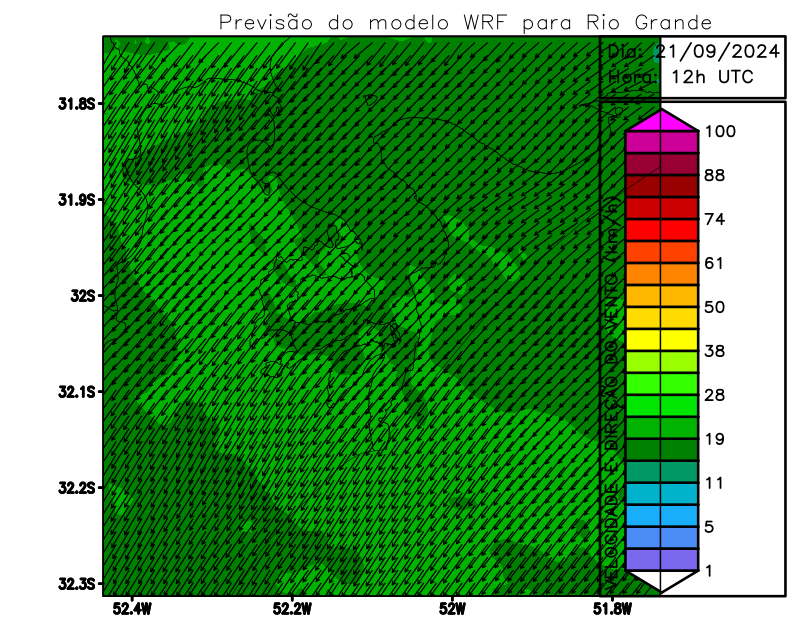 Previsão do modelo WRF para Rio Grande
Dia: 21/09/2024
Hora: 12h UTC
31.8S
31.9S
32S
32.1S
32.2S
32.3S
52.4W
52.2W
52W
51.8W
VELOCIDADE E DIREÇÃO DO VENTO (km/h)
100
88
74
61
50
38
28
19
11
5
1